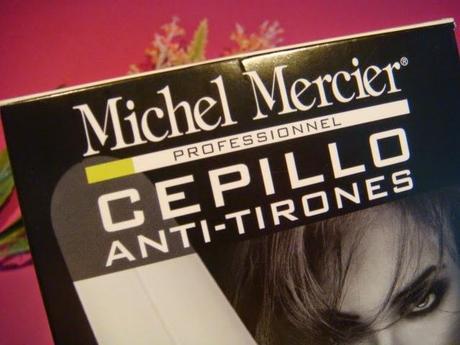 Michel Mercier®
PROFESSIONNEL
CEPILLO
ANTI-TIRONES